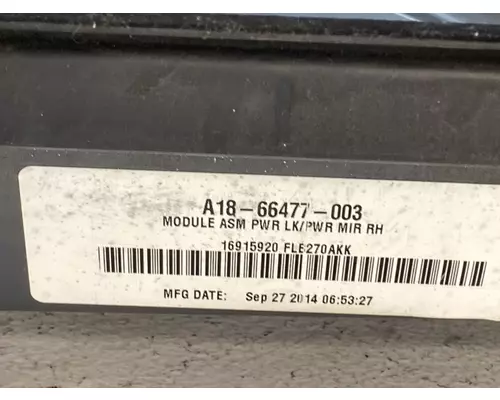 A18-66477-003
MODULE ASM PWR LK/PWR MIR RH
16915920 FLB270AKK
MFG DATE: Sep 27 2014 06:53:27